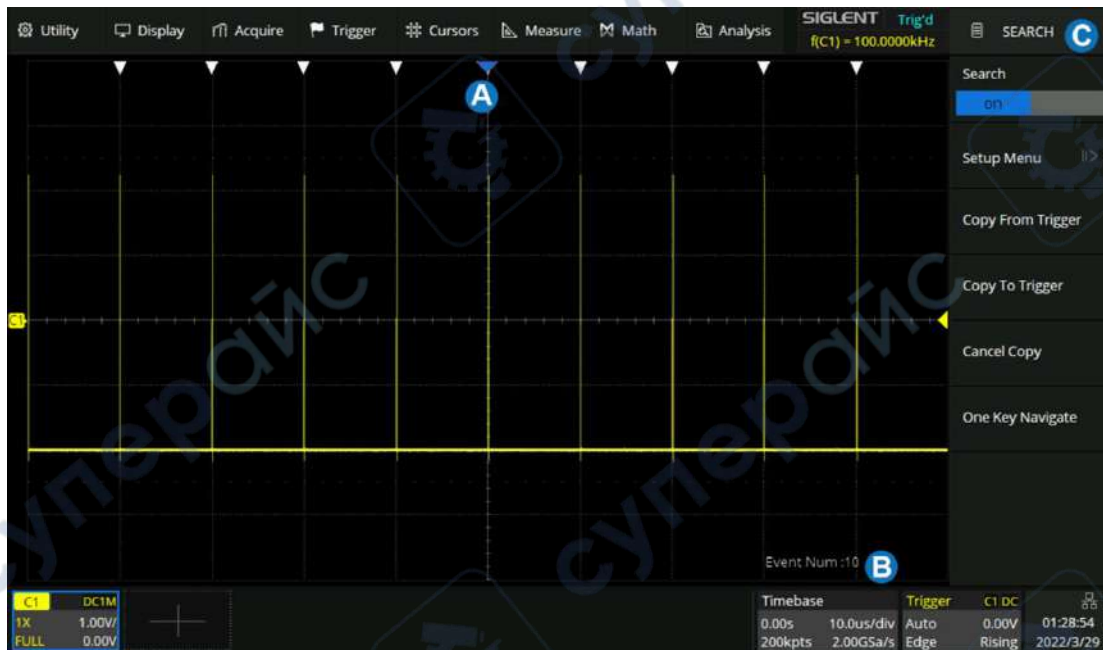 Utility Display Acquire Trigger Cursors Measure Math Analysis SIGLENT Trig'd
f(C1) = 100.0000kHz
SEARCH C
Search
on
A
Setup Menu
Copy From Trigger
Copy To Trigger
Cancel Copy
One Key Navigate
C1
суперайс
суперайс
суперайс
Event Num :10 B
C1 DC1M
1X 1.00V/
FULL 0.00V
Timebase
0.00s 10.0us/div
200kpts 2.00GSa/s
Trigger C1 DC
Auto 0.00V
Edge Rising
01:28:54
2022/3/29